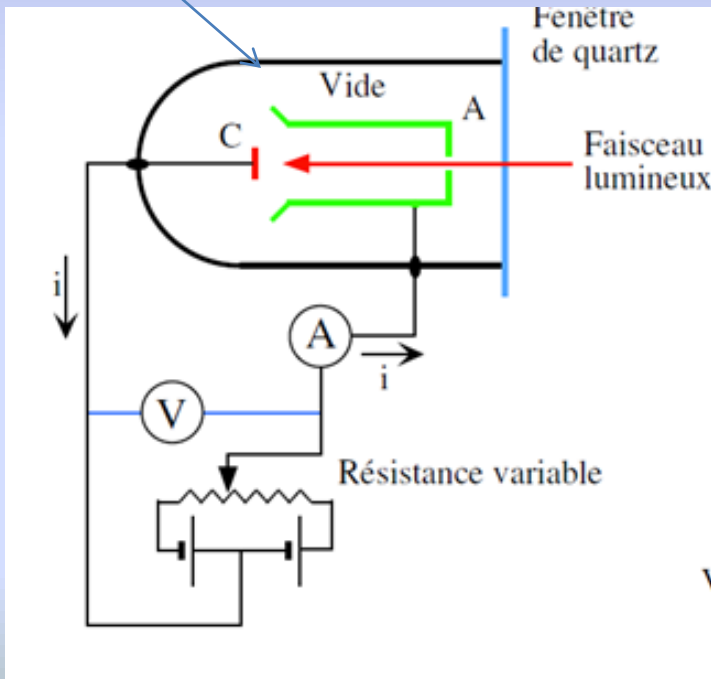 Fenêtre
de quartz
Vide
A
C
Faisceau
lumineux
i
A
i
V
Résistance variable
V